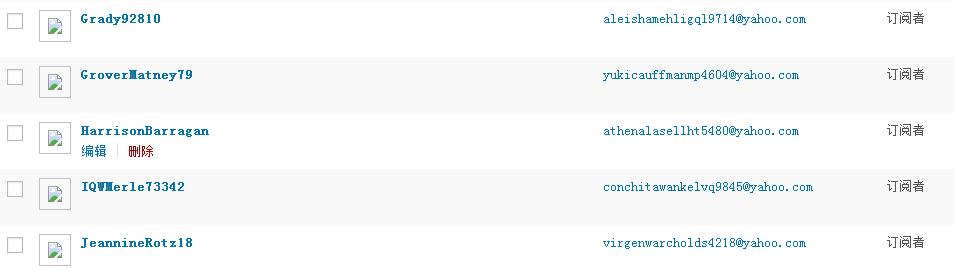 Grady92810 aleishamehligql9714@yahoo.com 订阅者
GroverMatney79 yukicauffmanmp4604@yahoo.com 订阅者
HarrisonBarragan athenalasellht5480@yahoo.com 订阅者
编辑 | 删除
IQWMerle73342 conchitawankelvq9845@yahoo.com 订阅者
JeannineRotz18 virgenwarcholds4218@yahoo.com 订阅者